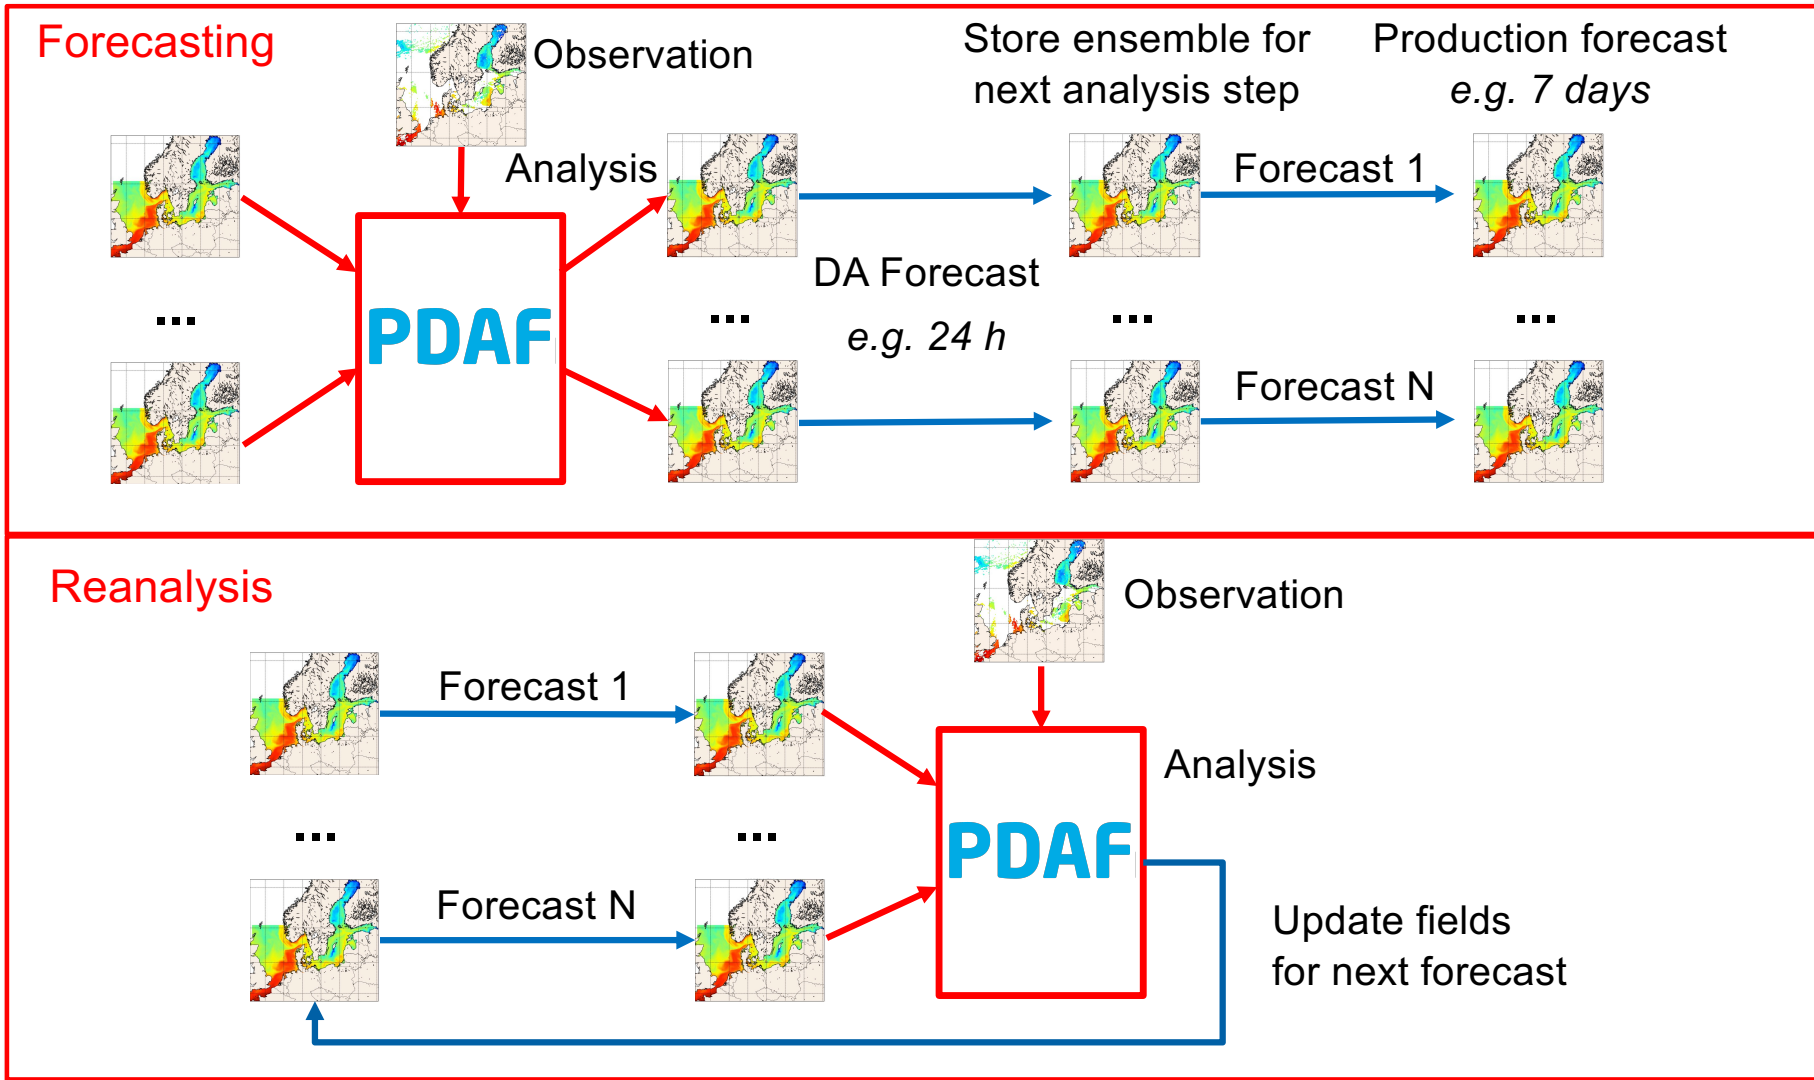 Forecasting
Observation
Store ensemble for
next analysis step
Production forecast
e.g. 7 days
Analysis
Forecast 1
DA Forecast
e.g. 24 h
...
...
...
...
PDAF
Forecast N
Reanalysis
Observation
Forecast 1
Analysis
...
...
PDAF
Forecast N
Update fields
for next forecast